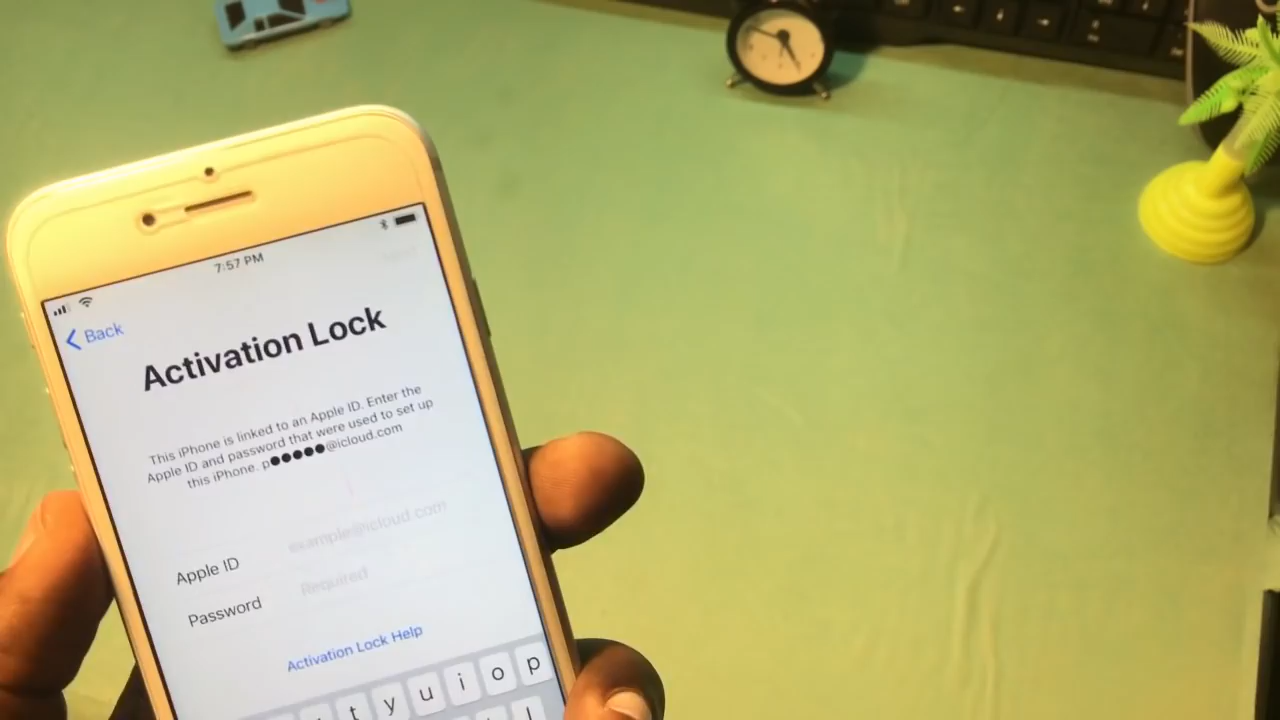 7:57 PM
Back
Activation Lock
This iPhone is linked to an Apple ID. Enter the
Apple ID and password that were used to set up
this iPhone. p●●●●●@icloud.com
Apple ID example@icloud.com
Password Required
Activation Lock Help
t y u i o p